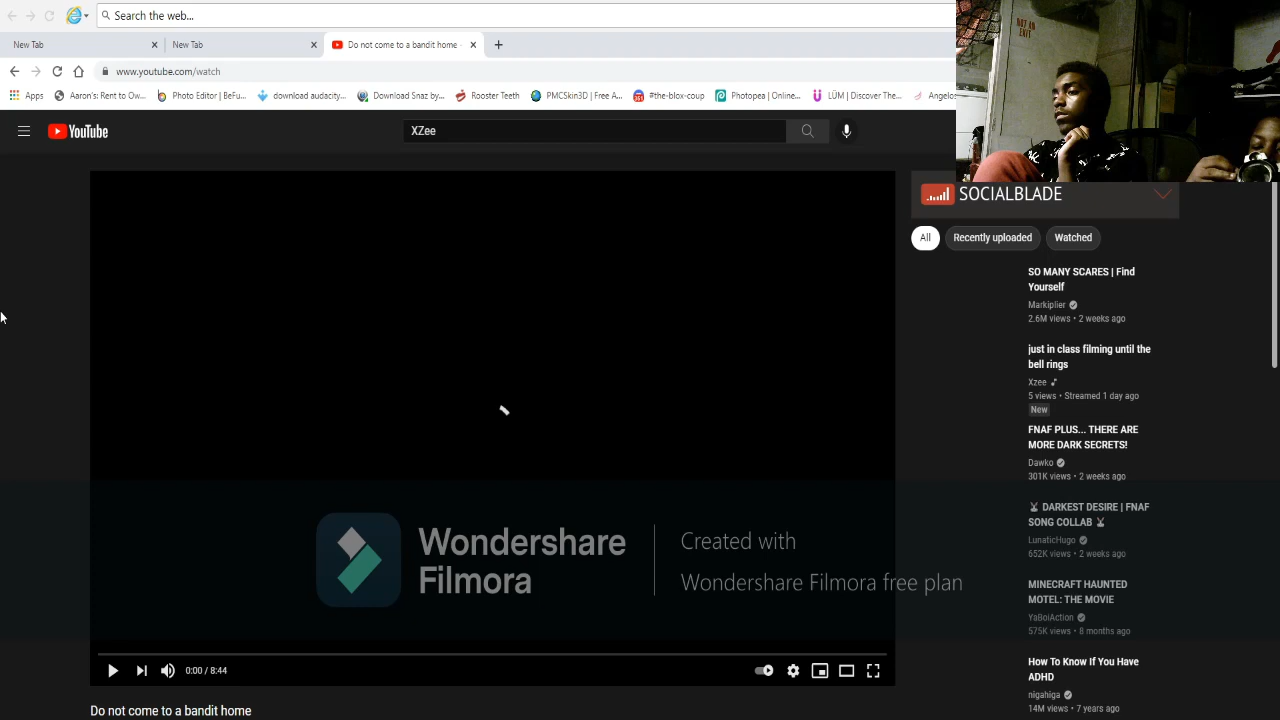 Search the web...
New Tab
New Tab
Do not come to a bandit home
www.youtube.com/watch
Apps
Aaron's: Rent to Ow...
Photo Editor | BeFu...
download audacity...
Download Snaz by...
Rooster Teeth
PMCSkin3D | Free A...
#the-blox-coup
Photopea | Online...
LÜM | Discover The...
Angelo
NOT AN
EXIT
YouTube
XZee
SOCIALBLADE
All
Recently uploaded
Watched
SO MANY SCARES | Find
Yourself
Markiplier
2.6M views • 2 weeks ago
just in class filming until the
bell rings
Xzee
5 views • Streamed 1 day ago
New
FNAF PLUS... THERE ARE
MORE DARK SECRETS!
Dawko
301K views • 2 weeks ago
DARKEST DESIRE | FNAF
SONG COLLAB
LunaticHugo
652K views • 2 weeks ago
MINECRAFT HAUNTED
MOTEL: THE MOVIE
YaBoiAction
575K views • 8 months ago
How To Know If You Have
ADHD
nigahiga
14M views • 7 years ago
Wondershare
Filmora
Created with
Wondershare Filmora free plan
0:00 / 8:44
Do not come to a bandit home